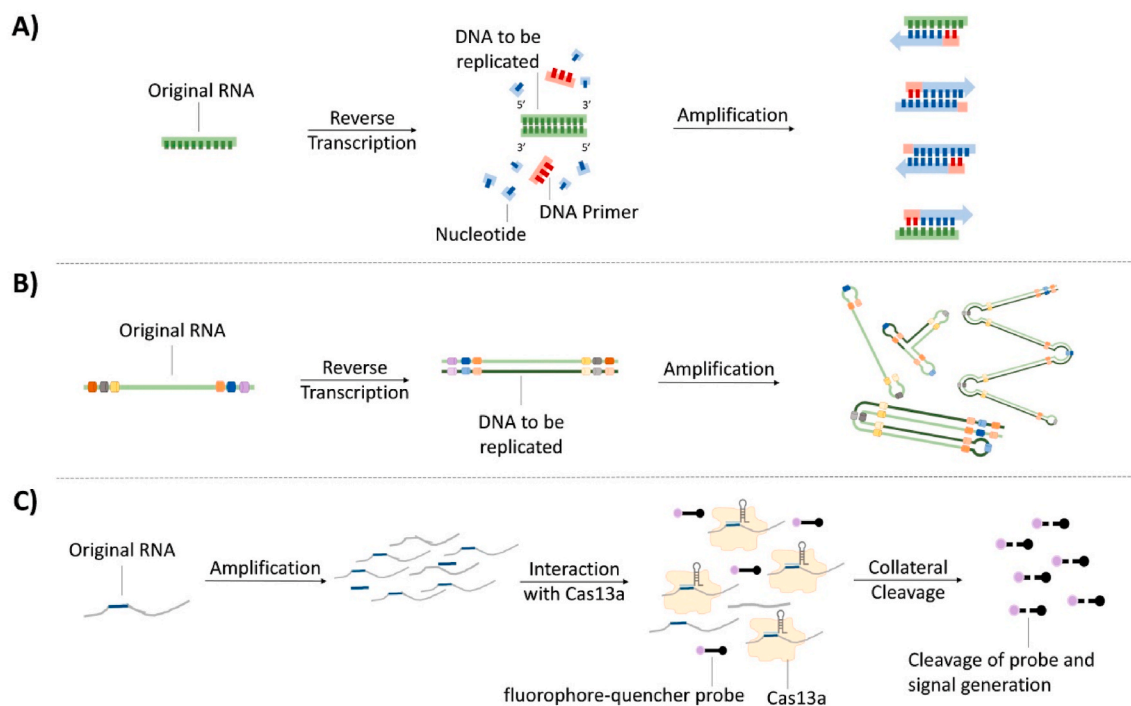 A)
Original RNA
Reverse
Transcription
DNA to be
replicated
5′
3′
3′
5′
DNA Primer
Nucleotide
Amplification
B)
Original RNA
Reverse
Transcription
DNA to be
replicated
Amplification
C)
Original RNA
Amplification
Interaction
with Cas13a
fluorophore-quencher probe
Cas13a
Collateral
Cleavage
Cleavage of probe and
signal generation